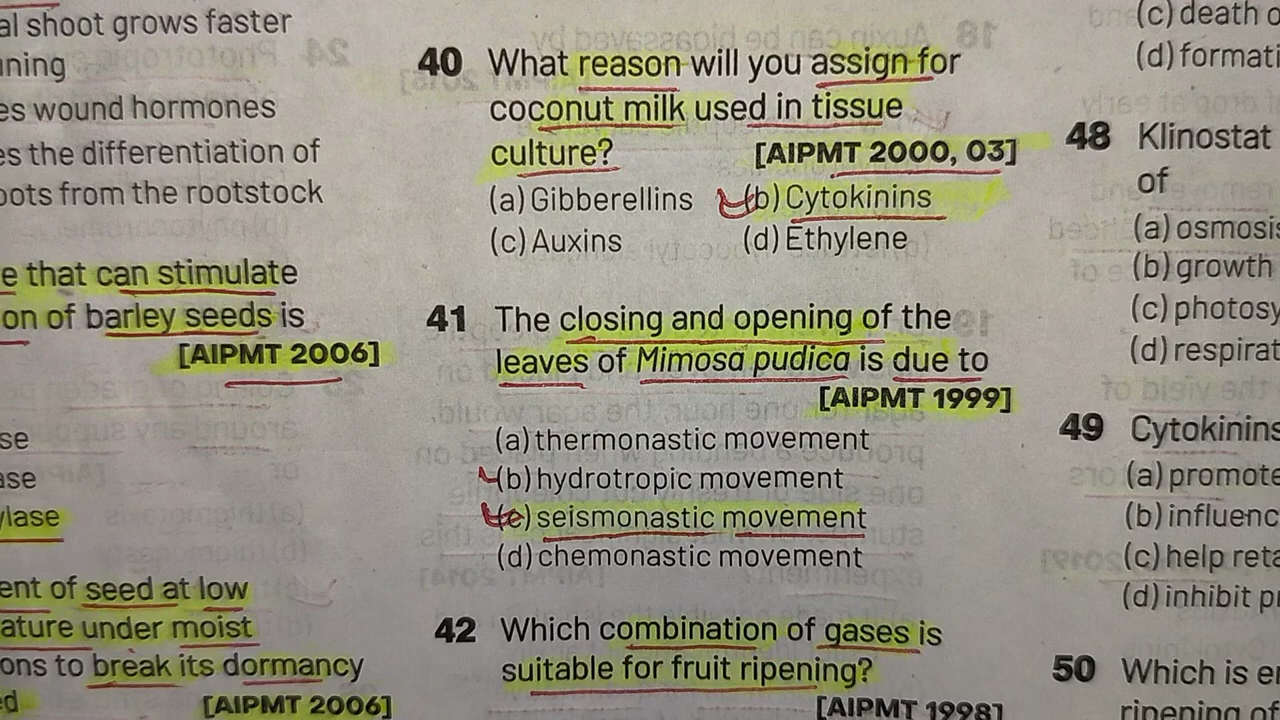 al shoot grows faster
ning
es wound hormones
es the differentiation of
oots from the rootstock
e that can stimulate
on of barley seeds is
[AIPMT 2006]
se
ase
ylase
ent of seed at low
ature under moist
ons to break its dormancy
ed
[AIPMT 2006]
40 What reason will you assign for
coconut milk used in tissue
culture? [AIPMT 2000, 03]
(a) Gibberellins (b) Cytokinins
(c) Auxins (d) Ethylene
41 The closing and opening of the
leaves of Mimosa pudica is due to
[AIPMT 1999]
(a) thermonastic movement
(b) hydrotropic movement
(c) seismonastic movement
(d) chemonastic movement
42 Which combination of gases is
suitable for fruit ripening?
[AIPMT 1998]
(c) death o
(d) formati
48 Klinostat
of
(a) osmosis
(b) growth
(c) photosy
(d) respirat
49 Cytokinins
(a) promote
(b) influenc
(c) help reta
(d) inhibit p
50 Which is e
ripening of